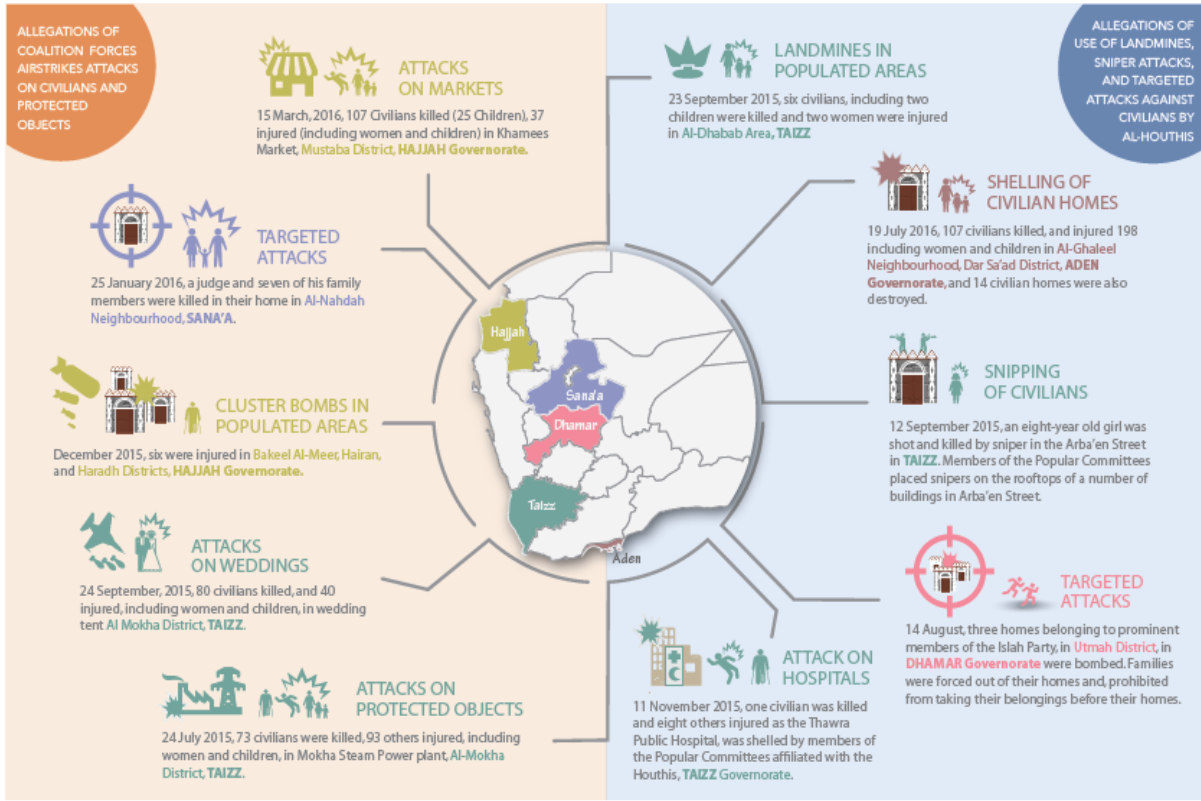 ALLEGATIONS OF
COALITION FORCES
AIRSTRIKES ATTACKS
ON CIVILIANS AND
PROTECTED
OBJECTS
ATTACKS
ON MARKETS
15 March, 2016, 107 Civilians killed (25 Children), 37
injured (including women and children) in Khamees
Market, Mustaba District, HAJJAH Governorate.
TARGETED
ATTACKS
25 January 2016, a judge and seven of his family
members were killed in their home in Al-Nahdah
Neighbourhood, SANA'A.
CLUSTER BOMBS IN
POPULATED AREAS
December 2015, six were injured in Bakeel Al-Meer, Hairan,
and Haradh Districts, HAJJAH Governorate.
ATTACKS
ON WEDDINGS
24 September, 2015, 80 civilians killed, and 40
injured, including women and children, in wedding
tent Al Mokha District, TAIZZ.
ATTACKS ON
PROTECTED OBJECTS
24 July 2015, 73 civilians were killed, 93 others injured, including
women and children, in Mokha Steam Power plant, Al-Mokha
District, TAIZZ.
Hajjah
Sana'a
Dhamar
Taizz
Aden
ALLEGATIONS OF
USE OF LANDMINES,
SNIPER ATTACKS,
AND TARGETED
ATTACKS AGAINST
CIVILIANS BY
AL-HOUTHIS
LANDMINES IN
POPULATED AREAS
23 September 2015, six civilians, including two
children were killed and two women were injured
in Al-Dhabab Area, TAIZZ
SHELLING OF
CIVILIAN HOMES
19 July 2016, 107 civilians killed, and injured 198
including women and children in Al-Ghaleel
Neighbourhood, Dar Sa'ad District, ADEN
Governorate, and 14 civilian homes were also
destroyed.
SNIPPING
OF CIVILIANS
12 September 2015, an eight-year old girl was
shot and killed by sniper in the Arba'en Street
in TAIZZ. Members of the Popular Committees
placed snipers on the rooftops of a number of
buildings in Arba'en Street.
TARGETED
ATTACKS
14 August, three homes belonging to prominent
members of the Islah Party, in Utmah District, in
DHAMAR Governorate were bombed. Families
were forced out of their homes and, prohibited
from taking their belongings before their homes.
ATTACK ON
HOSPITALS
11 November 2015, one civilian was killed
and eight others injured as the Thawra
Public Hospital, was shelled by members of
the Popular Committees affiliated with the
Houthis, TAIZZ Governorate.